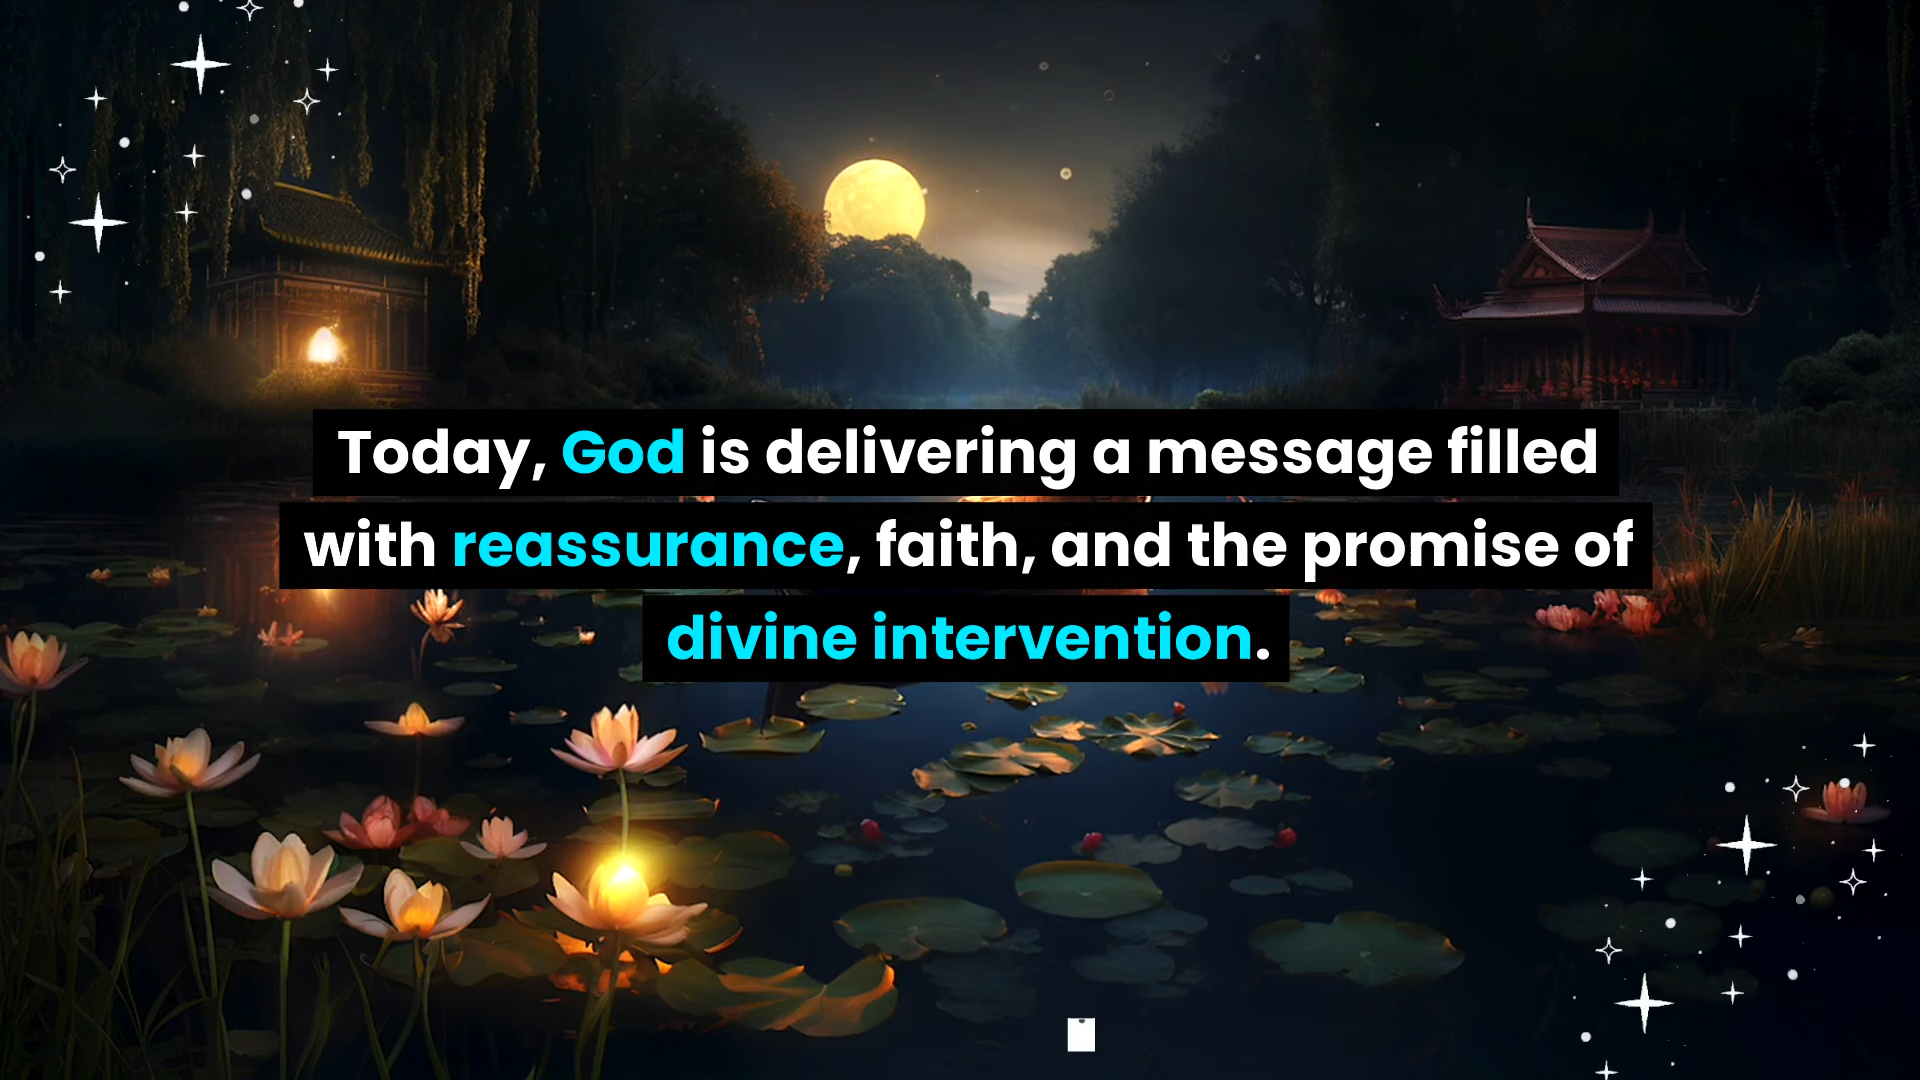 Today, God is delivering a message filled
with reassurance, faith, and the promise of
divine intervention.